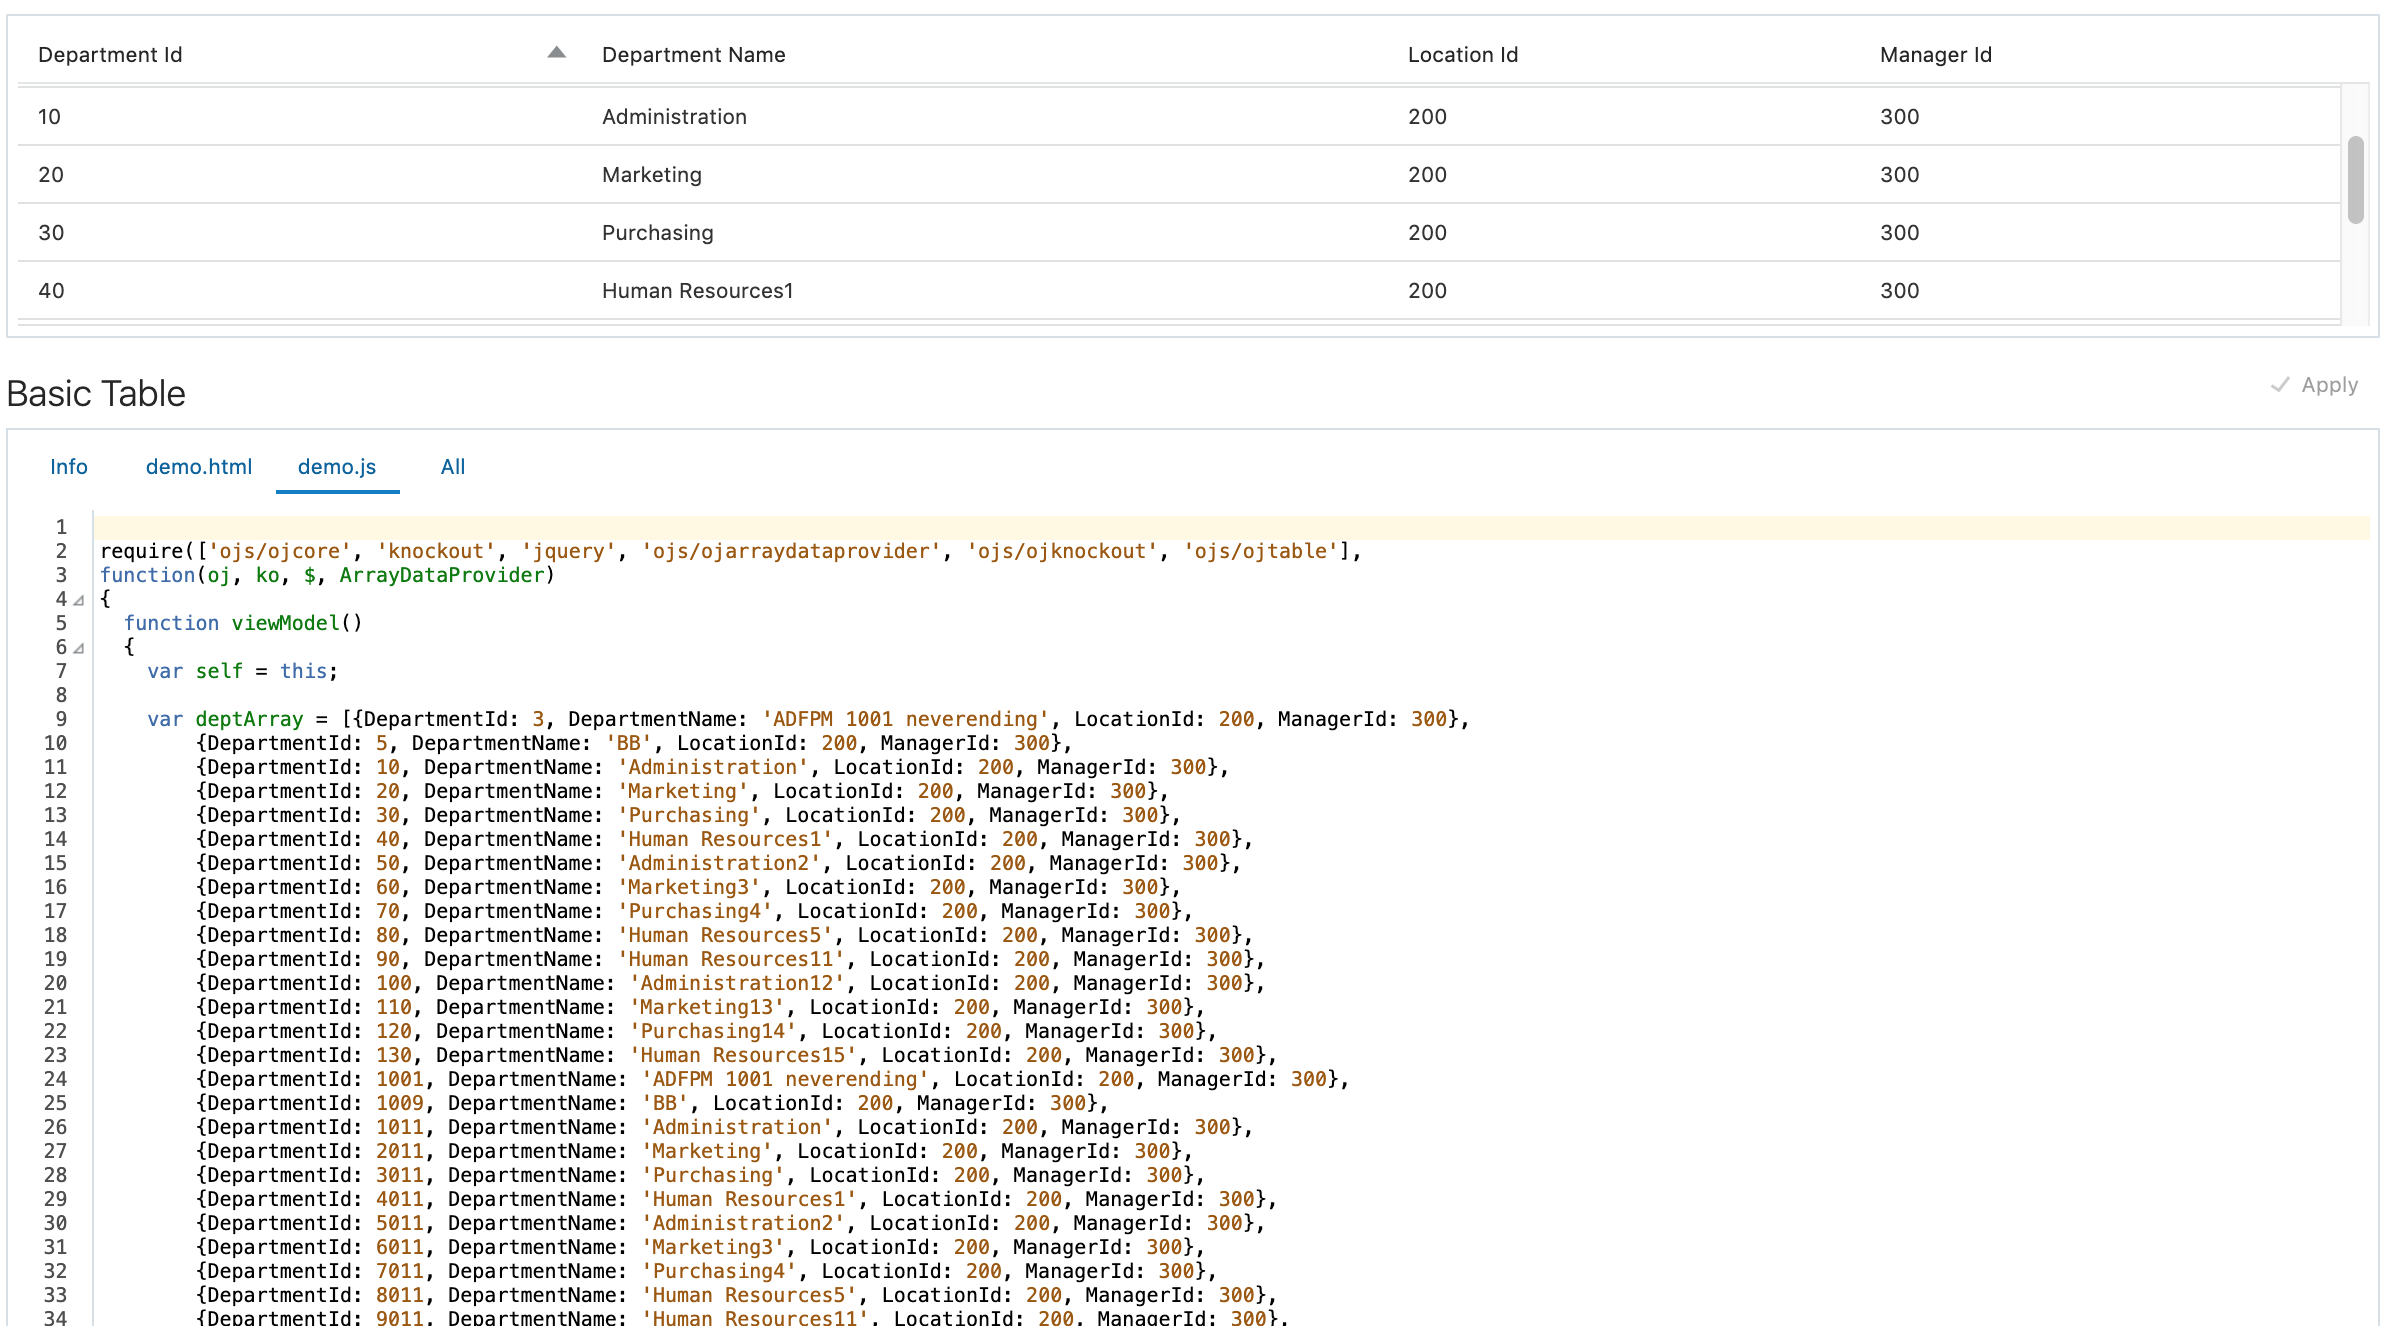 Department Id Department Name Location Id Manager Id
10 Administration 200 300
20 Marketing 200 300
30 Purchasing 200 300
40 Human Resources1 200 300
Basic Table
Apply
Info demo.html demo.js All
1
2 require(['ojs/ojcore', 'knockout', 'jquery', 'ojs/ojarraydataprovider', 'ojs/ojknockout', 'ojs/ojtable'],
3 function(oj, ko, $, ArrayDataProvider)
4 {
5 function viewModel()
6 {
7 var self = this;
8
9 var deptArray = [{DepartmentId: 3, DepartmentName: 'ADFPM 1001 neverending', LocationId: 200, ManagerId: 300},
10 {DepartmentId: 5, DepartmentName: 'BB', LocationId: 200, ManagerId: 300},
11 {DepartmentId: 10, DepartmentName: 'Administration', LocationId: 200, ManagerId: 300},
12 {DepartmentId: 20, DepartmentName: 'Marketing', LocationId: 200, ManagerId: 300},
13 {DepartmentId: 30, DepartmentName: 'Purchasing', LocationId: 200, ManagerId: 300},
14 {DepartmentId: 40, DepartmentName: 'Human Resources1', LocationId: 200, ManagerId: 300},
15 {DepartmentId: 50, DepartmentName: 'Administration2', LocationId: 200, ManagerId: 300},
16 {DepartmentId: 60, DepartmentName: 'Marketing3', LocationId: 200, ManagerId: 300},
17 {DepartmentId: 70, DepartmentName: 'Purchasing4', LocationId: 200, ManagerId: 300},
18 {DepartmentId: 80, DepartmentName: 'Human Resources5', LocationId: 200, ManagerId: 300},
19 {DepartmentId: 90, DepartmentName: 'Human Resources11', LocationId: 200, ManagerId: 300},
20 {DepartmentId: 100, DepartmentName: 'Administration12', LocationId: 200, ManagerId: 300},
21 {DepartmentId: 110, DepartmentName: 'Marketing13', LocationId: 200, ManagerId: 300},
22 {DepartmentId: 120, DepartmentName: 'Purchasing14', LocationId: 200, ManagerId: 300},
23 {DepartmentId: 130, DepartmentName: 'Human Resources15', LocationId: 200, ManagerId: 300},
24 {DepartmentId: 1001, DepartmentName: 'ADFPM 1001 neverending', LocationId: 200, ManagerId: 300},
25 {DepartmentId: 1009, DepartmentName: 'BB', LocationId: 200, ManagerId: 300},
26 {DepartmentId: 1011, DepartmentName: 'Administration', LocationId: 200, ManagerId: 300},
27 {DepartmentId: 2011, DepartmentName: 'Marketing', LocationId: 200, ManagerId: 300},
28 {DepartmentId: 3011, DepartmentName: 'Purchasing', LocationId: 200, ManagerId: 300},
29 {DepartmentId: 4011, DepartmentName: 'Human Resources1', LocationId: 200, ManagerId: 300},
30 {DepartmentId: 5011, DepartmentName: 'Administration2', LocationId: 200, ManagerId: 300},
31 {DepartmentId: 6011, DepartmentName: 'Marketing3', LocationId: 200, ManagerId: 300},
32 {DepartmentId: 7011, DepartmentName: 'Purchasing4', LocationId: 200, ManagerId: 300},
33 {DepartmentId: 8011, DepartmentName: 'Human Resources5', LocationId: 200, ManagerId: 300},
34 {DepartmentId: 9011, DepartmentName: 'Human Resources11', LocationId: 200, ManagerId: 300},